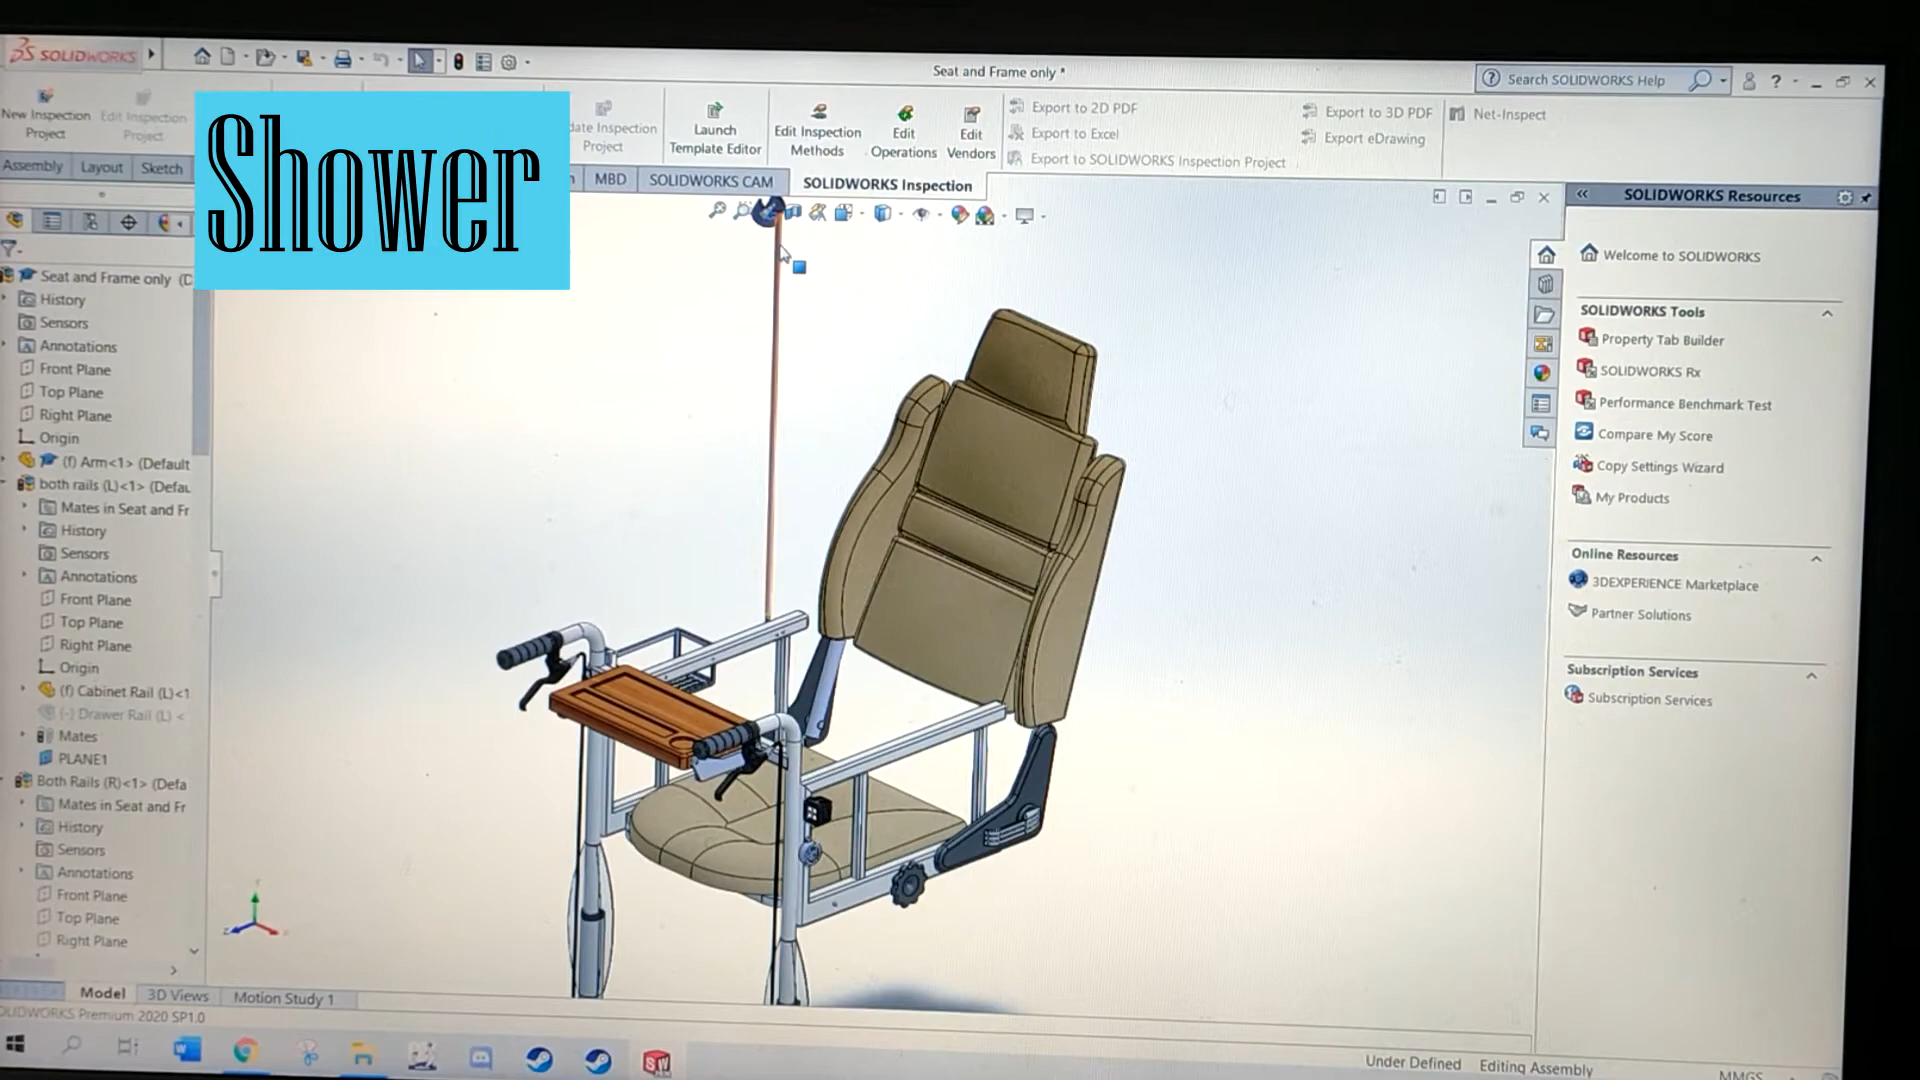 SOLIDWORKS
Seat and Frame only *
Search SOLIDWORKS Help
New Inspection
Project
Edit Inspection
Project
Shower
date Inspection
Project
Launch
Template Editor
Edit Inspection
Methods
Edit
Operations
Edit
Vendors
Export to 2D PDF
Export to Excel
Export to SOLIDWORKS Inspection Project
Export to 3D PDF
Export eDrawing
Net-Inspect
Assembly
Layout
Sketch
MBD
SOLIDWORKS CAM
SOLIDWORKS Inspection
SOLIDWORKS Resources
Seat and Frame only (D
History
Sensors
Annotations
Front Plane
Top Plane
Right Plane
Origin
(f) Arm<1> (Default
both rails (L)<1> (Defau
Mates in Seat and Fr
History
Sensors
Annotations
Front Plane
Top Plane
Right Plane
Origin
(f) Cabinet Rail (L)<1
(-) Drawer Rail (L) <
Mates
PLANE1
Both Rails (R)<1> (Defa
Mates in Seat and Fr
History
Sensors
Annotations
Front Plane
Top Plane
Right Plane
Welcome to SOLIDWORKS
SOLIDWORKS Tools
Property Tab Builder
SOLIDWORKS Rx
Performance Benchmark Test
Compare My Score
Copy Settings Wizard
My Products
Online Resources
3DEXPERIENCE Marketplace
Partner Solutions
Subscription Services
Subscription Services
Model
3D Views
Motion Study 1
OLIDWORKS Premium 2020 SP1.0
Under Defined
Editing Assembly
MMGS